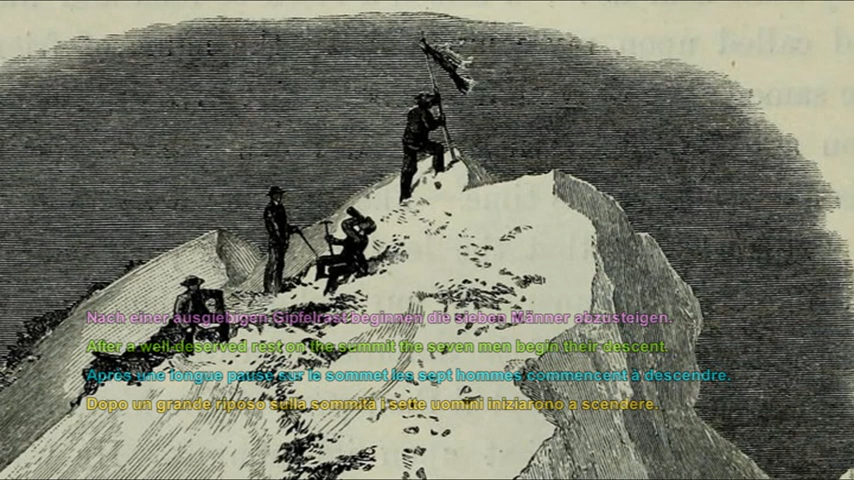 Nach einer ausgiebigen Gipfelrast beginnen die sieben Männer abzusteigen.
After a well deserved rest on the summit the seven men begin their descent.
Après une longue pause sur le sommet les sept hommes commencent à descendre.
Dopo un grande riposo sulla sommità i sette uomini iniziarono a scendere.